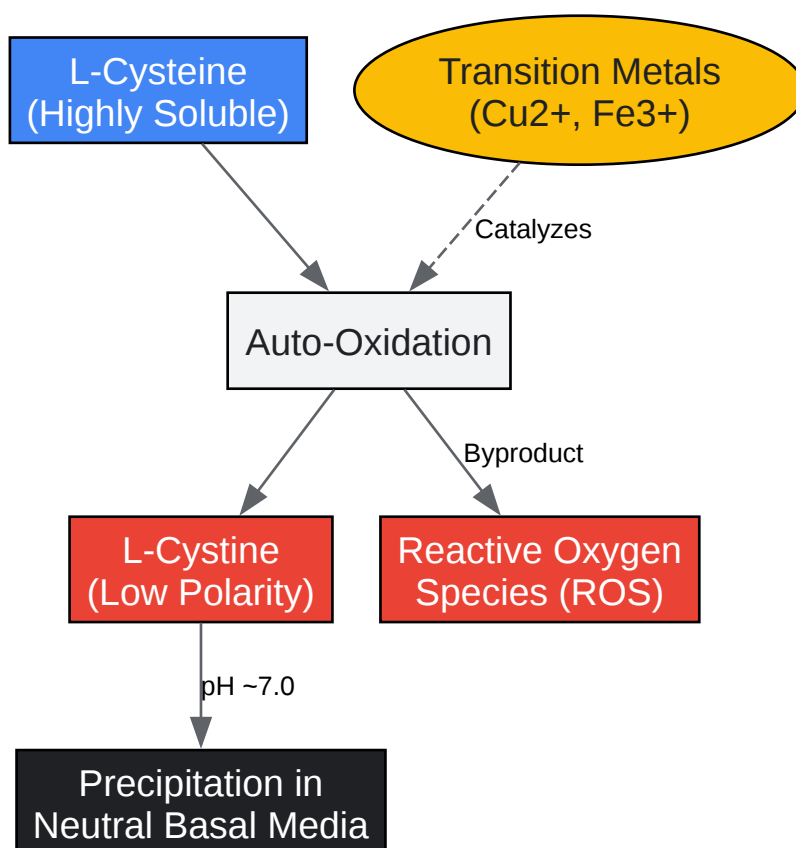 L-Cysteine
(Highly Soluble)
Transition Metals
(Cu2+, Fe3+)
Catalyzes
Auto-Oxidation
Byproduct
L-Cystine
(Low Polarity)
Reactive Oxygen
Species (ROS)
pH ~7.0
Precipitation in
Neutral Basal Media